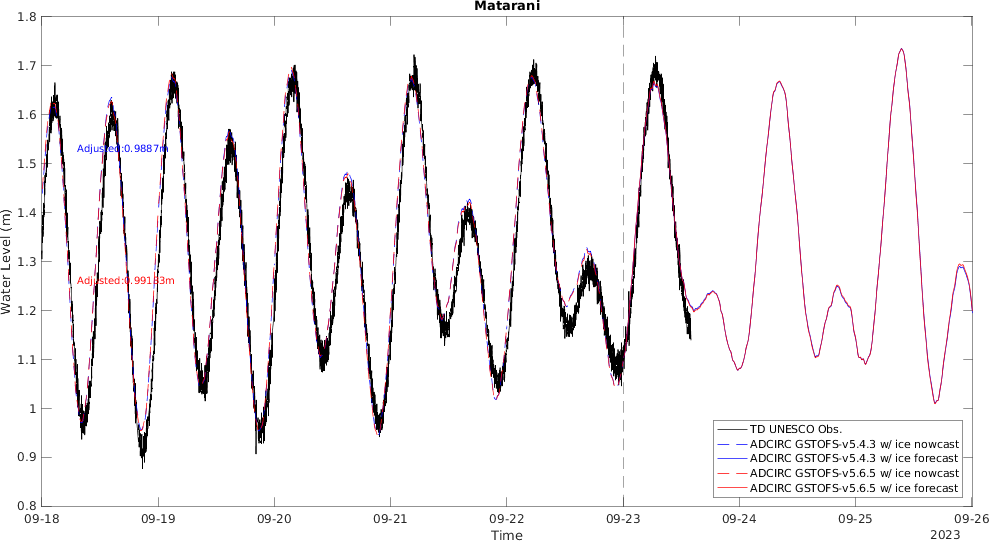 Matarani
1.8
1.7
1.6
1.5
1.4
1.3
1.2
1.1
1
0.9
0.8
Water Level (m)
Adjusted:0.9887m
Adjusted:0.99183m
TD UNESCO Obs.
ADCIRC GSTOFS-v5.4.3 w/ ice nowcast
ADCIRC GSTOFS-v5.4.3 w/ ice forecast
ADCIRC GSTOFS-v5.6.5 w/ ice nowcast
ADCIRC GSTOFS-v5.6.5 w/ ice forecast
09-18 09-19 09-20 09-21 09-22 09-23 09-24 09-25 09-26
Time
2023